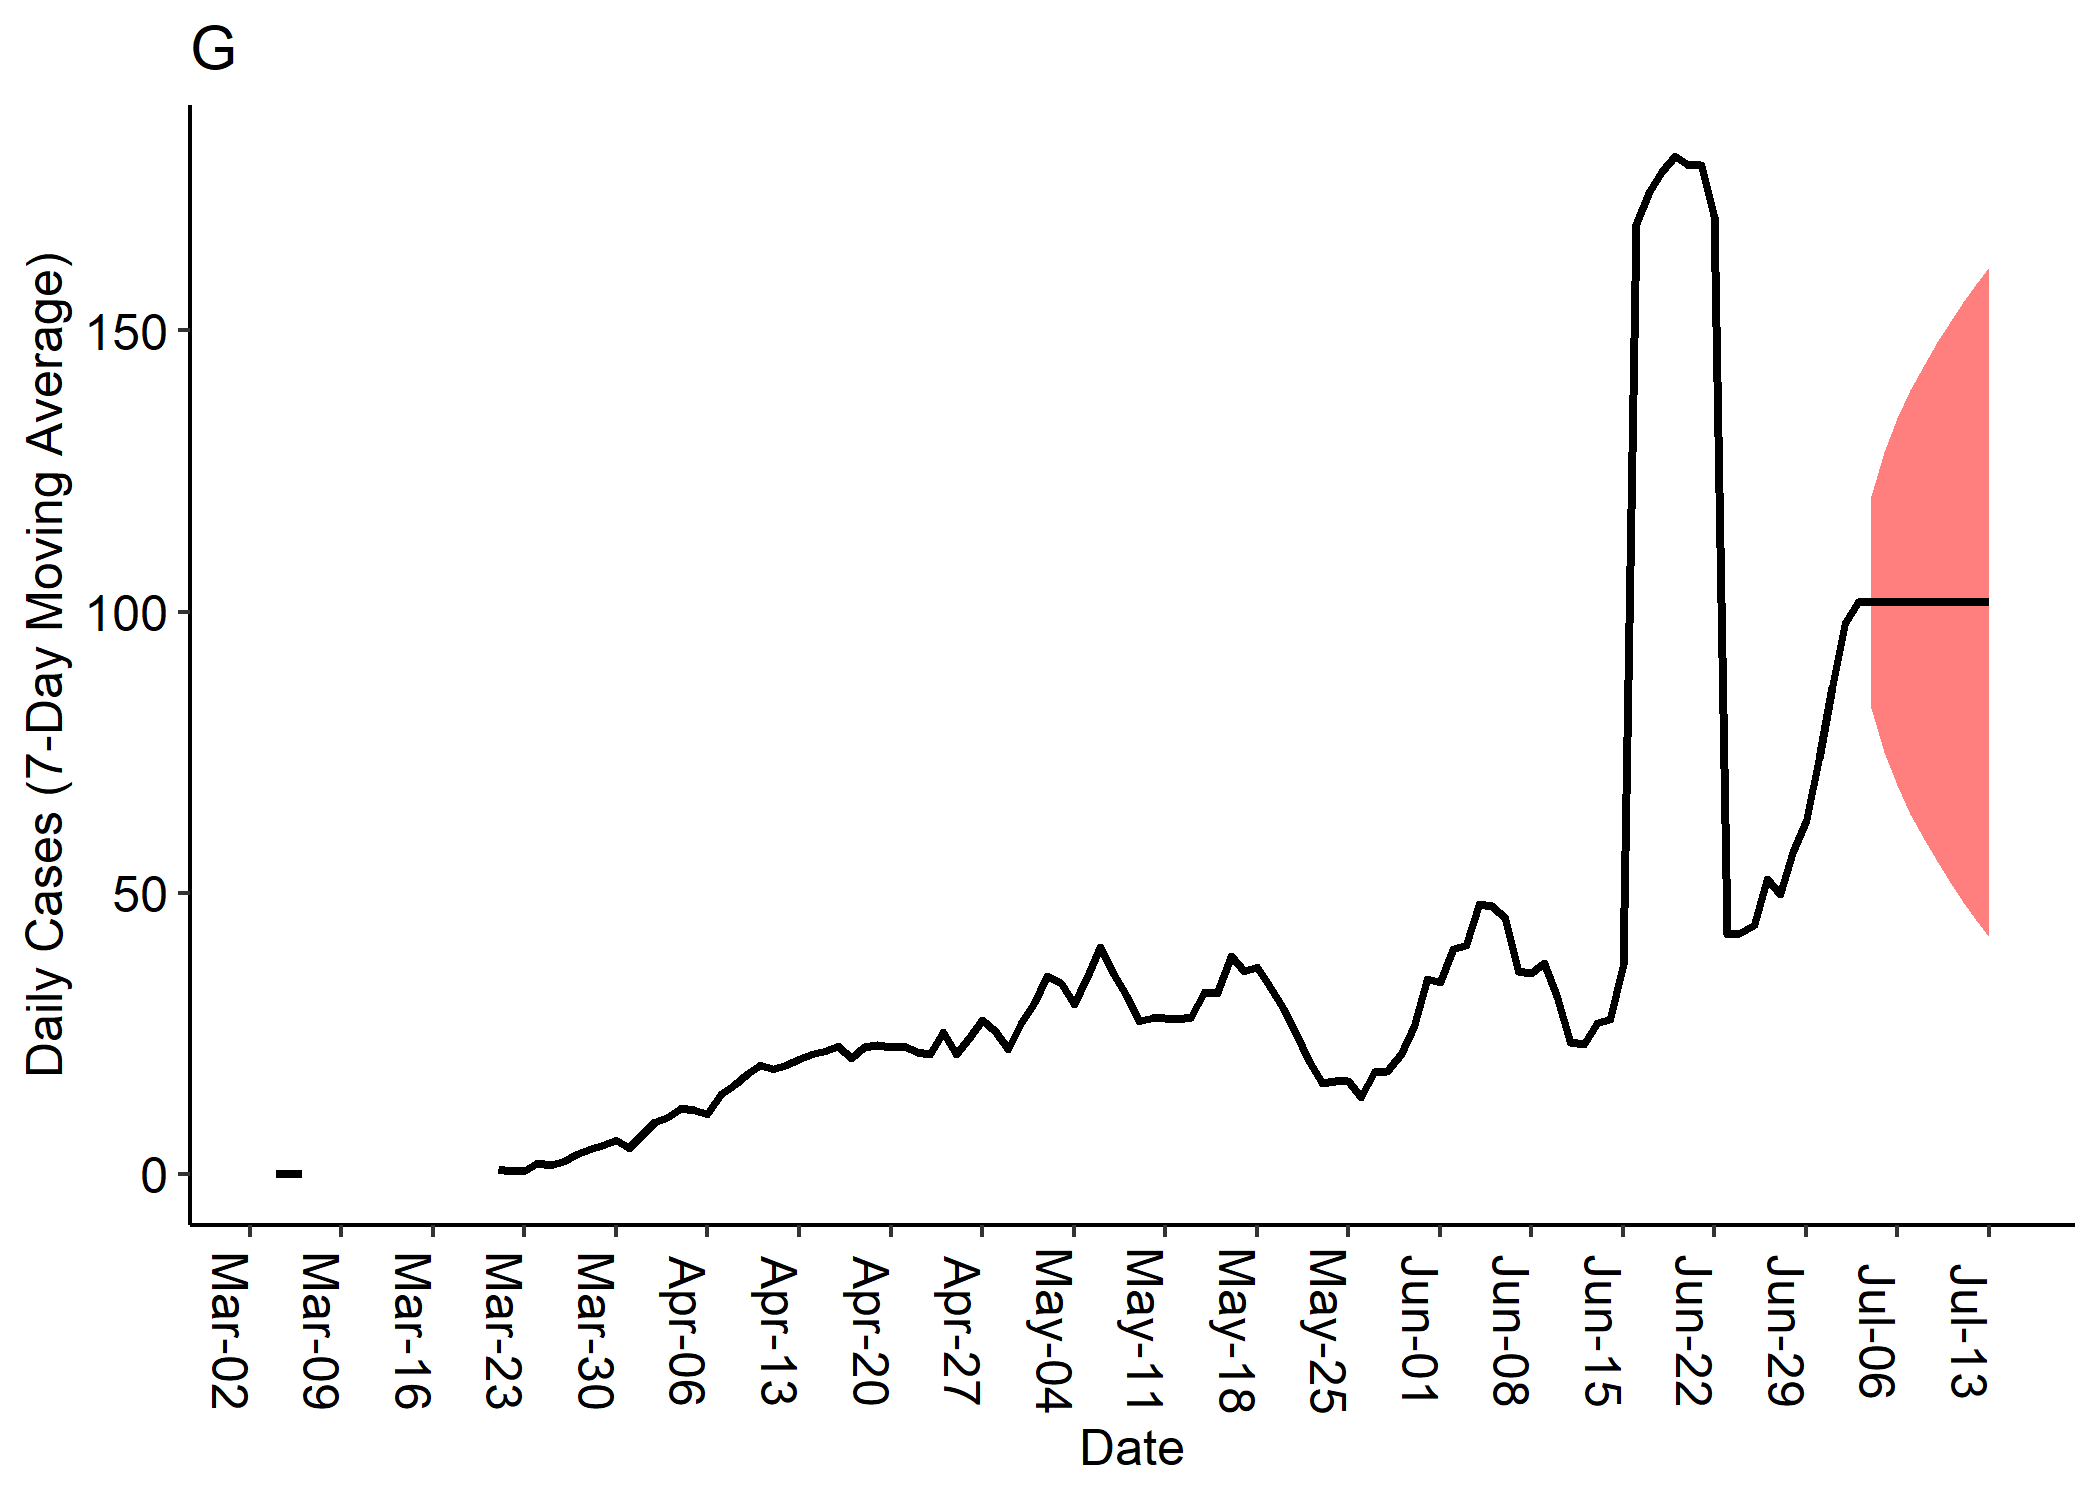 G
Daily Cases (7-Day Moving Average)
150
100
50
0
Mar-02
Mar-09
Mar-16
Mar-23
Mar-30
Apr-06
Apr-13
Apr-20
Apr-27
May-04
May-11
May-18
May-25
Jun-01
Jun-08
Jun-15
Jun-22
Jun-29
Jul-06
Jul-13
Date